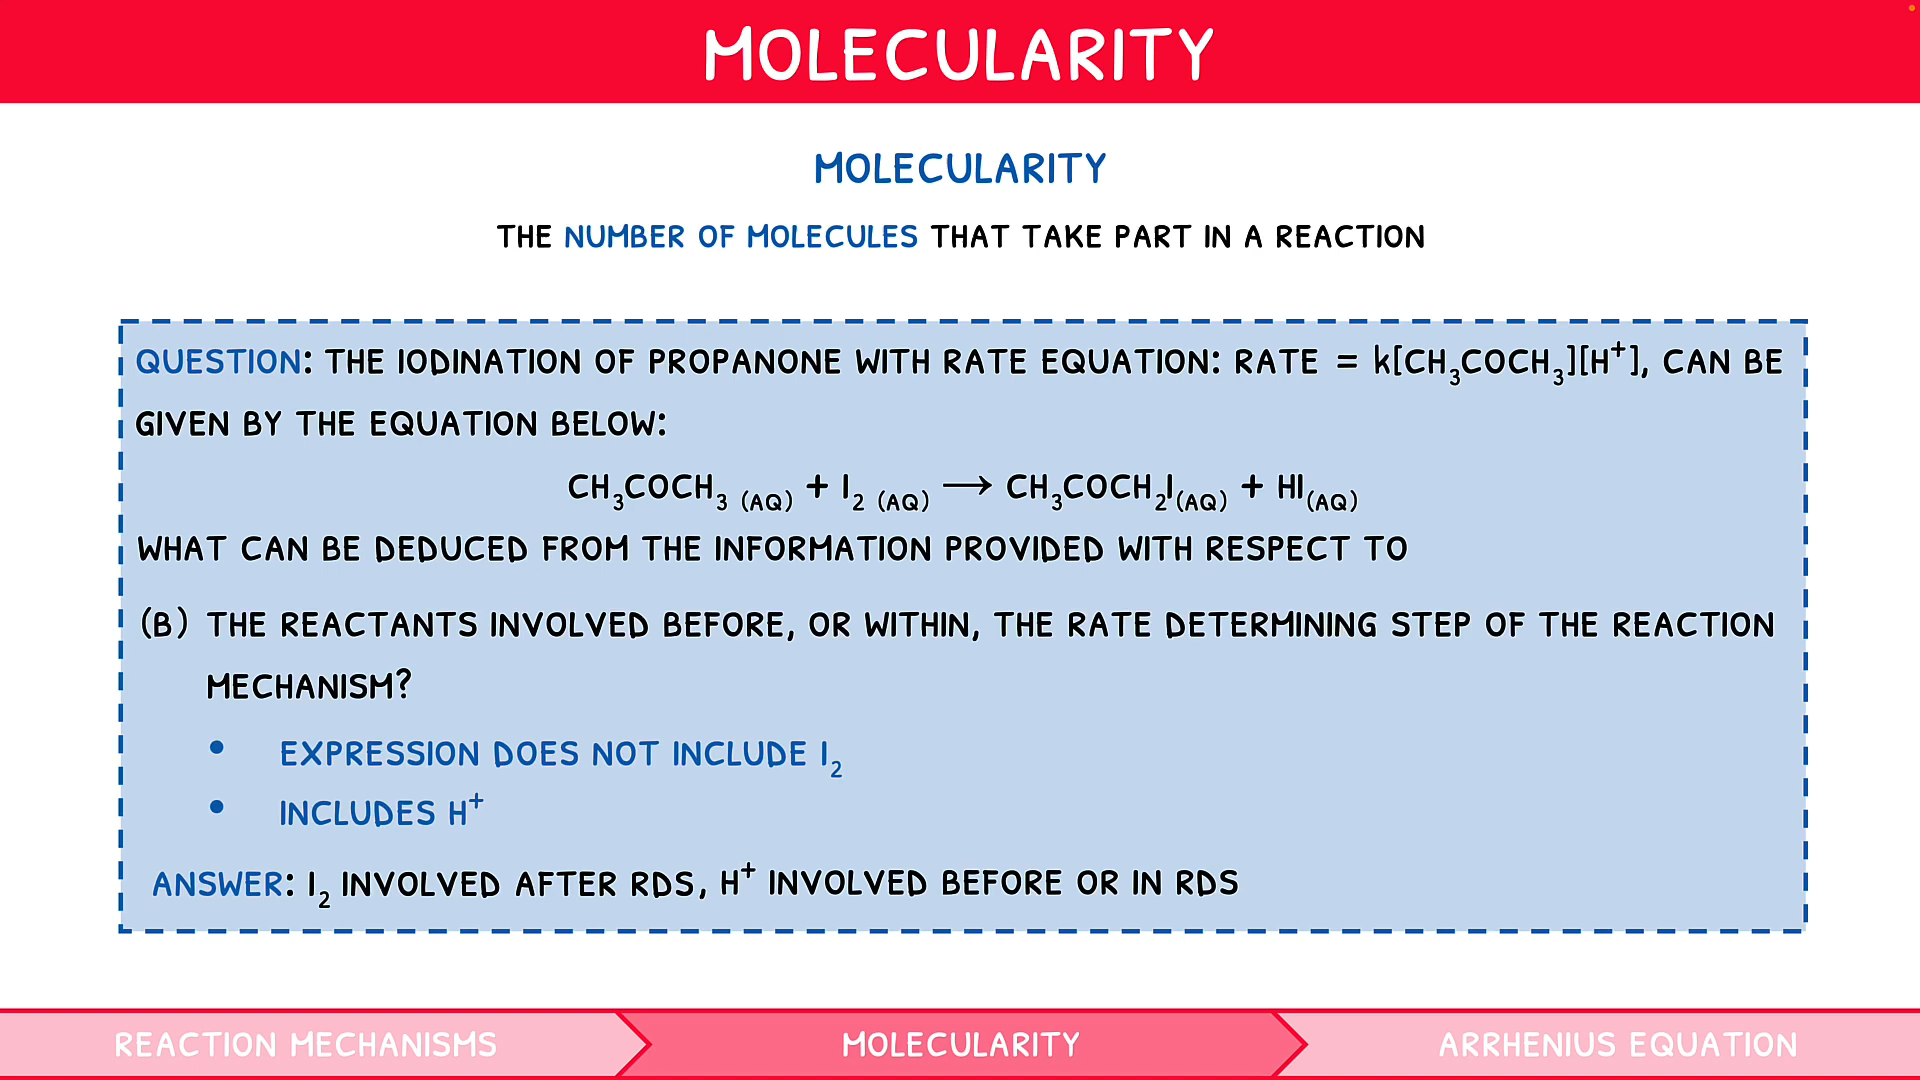 MOLECULARITY
MOLECULARITY
THE NUMBER OF MOLECULES THAT TAKE PART IN A REACTION
QUESTION: THE IODINATION OF PROPANONE WITH RATE EQUATION: RATE = k[CH₃COCH₃][H⁺], CAN BE
GIVEN BY THE EQUATION BELOW:
CH₃COCH₃ (AQ) + I₂ (AQ) ⟶ CH₃COCH₂I(AQ) + HI(AQ)
WHAT CAN BE DEDUCED FROM THE INFORMATION PROVIDED WITH RESPECT TO
(B) THE REACTANTS INVOLVED BEFORE, OR WITHIN, THE RATE DETERMINING STEP OF THE REACTION
MECHANISM?
• EXPRESSION DOES NOT INCLUDE I₂
• INCLUDES H⁺
ANSWER: I₂ INVOLVED AFTER RDS, H⁺ INVOLVED BEFORE OR IN RDS
REACTION MECHANISMS
MOLECULARITY
ARRHENIUS EQUATION